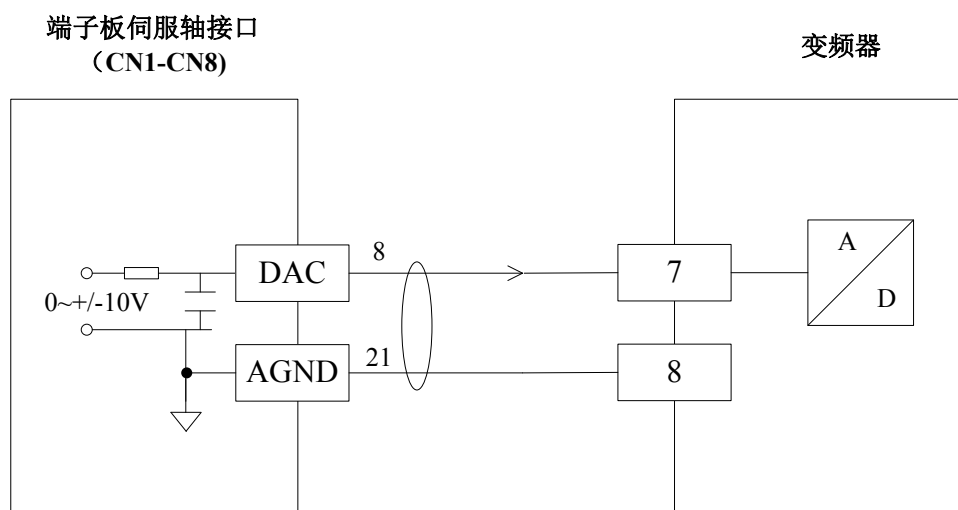 端子板伺服轴接口
（CN1-CN8)
变频器
DAC
8
7
A
D
0~+/-10V
AGND
21
8